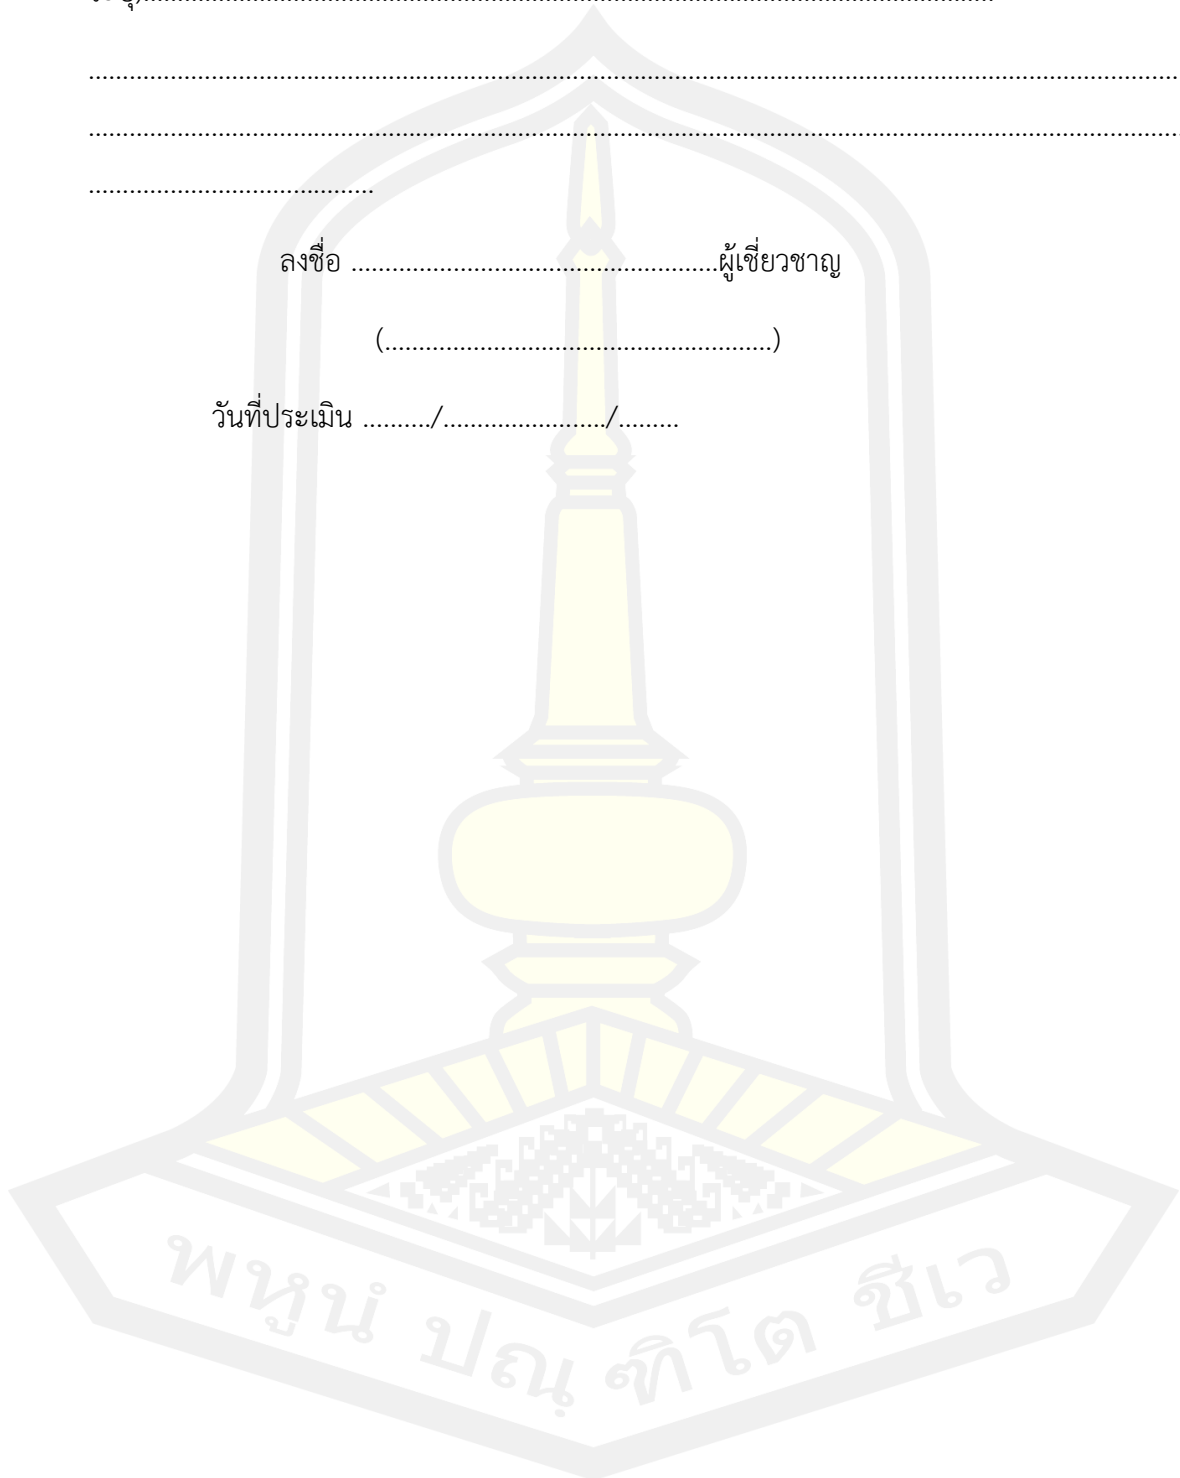 ................................................................................................................................
................................................................................................................................................................
................................................................................................................................................................
..........................................
ลงชื่อ ......................................................ผู้เชี่ยวชาญ
(.........................................................)
วันที่ประเมิน ........../......................../.........
พหูนํ ปณฺฑิโต ชีเว